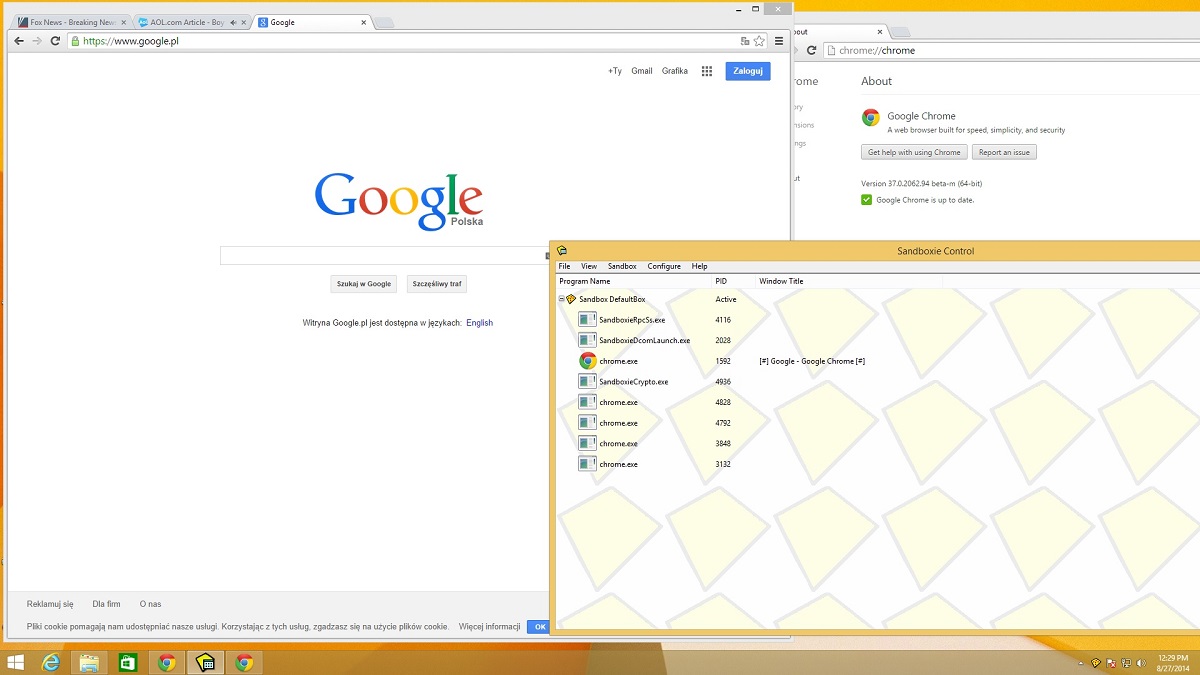 Fox News - Breaking New
AOL.com Article - Boy
Google
https://www.google.pl
+Ty Gmail Grafika Zaloguj
Google
Polska
Szukaj w Google Szczęśliwy traf
Witryna Google.pl jest dostępna w językach: English
Reklamuj się Dla firm O nas
Pliki cookie pomagają nam udostępniać nasze usługi. Korzystając z tych usług, zgadzasz się na użycie plików cookie. Więcej informacji OK
bout
chrome://chrome
rome
ory
nsions
ngs
ut
About
Google Chrome
A web browser built for speed, simplicity, and security
Get help with using Chrome Report an issue
Version 37.0.2062.94 beta-m (64-bit)
Google Chrome is up to date.
Sandboxie Control
File View Sandbox Configure Help
Program Name PID Window Title
Sandbox DefaultBox Active
SandboxieRpcSs.exe 4116
SandboxieDcomLaunch.exe 2028
chrome.exe 1592 [#] Google - Google Chrome [#]
SandboxieCrypto.exe 4936
chrome.exe 4828
chrome.exe 4792
chrome.exe 3848
chrome.exe 3132
12:29 PM
8/27/2014